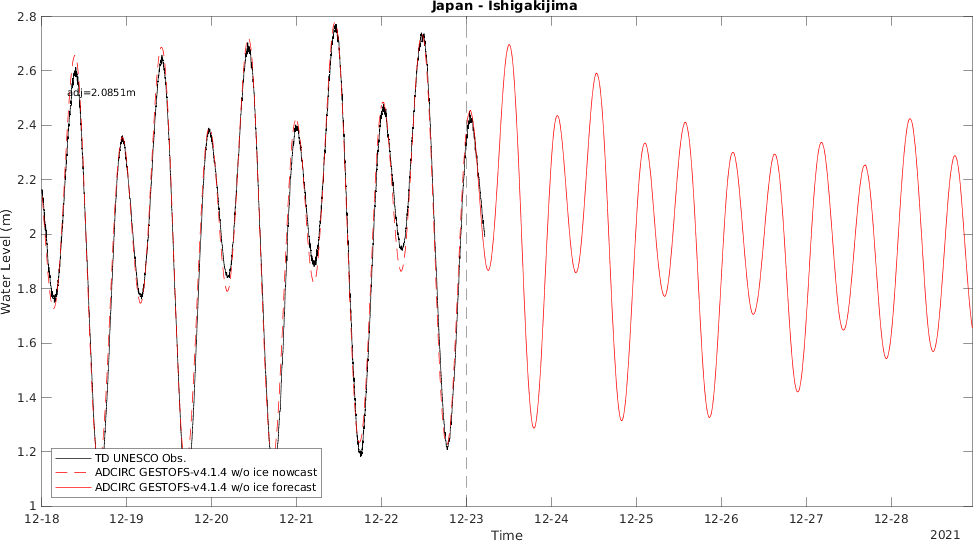 Japan - Ishigakijima
2.8
2.6
2.4
2.2
2
1.8
1.6
1.4
1.2
1
Water Level (m)
adj=2.0851m
TD UNESCO Obs.
ADCIRC GESTOFS-v4.1.4 w/o ice nowcast
ADCIRC GESTOFS-v4.1.4 w/o ice forecast
12-18 12-19 12-20 12-21 12-22 12-23 12-24 12-25 12-26 12-27 12-28
Time
2021